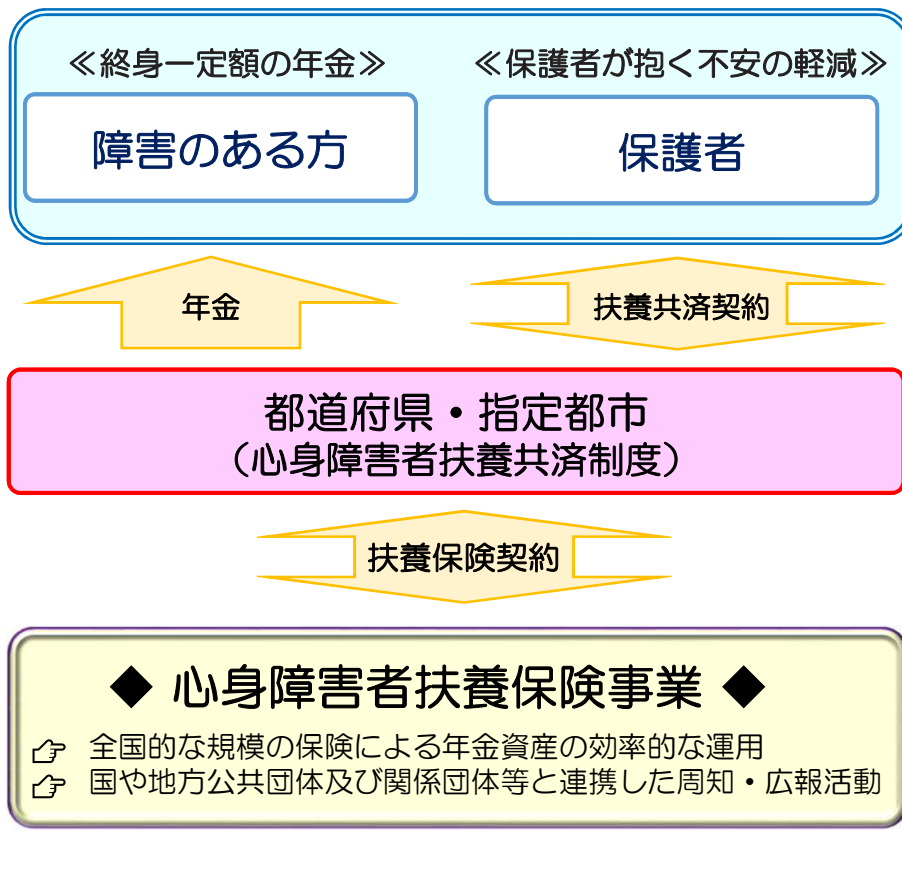 ≪終身一定額の年金≫
≪保護者が抱く不安の軽減≫
障害のある方
保護者
年金
扶養共済契約
都道府県・指定都市
（心身障害者扶養共済制度）
扶養保険契約
◆ 心身障害者扶養保険事業 ◆
☞ 全国的な規模の保険による年金資産の効率的な運用
☞ 国や地方公共団体及び関係団体等と連携した周知・広報活動